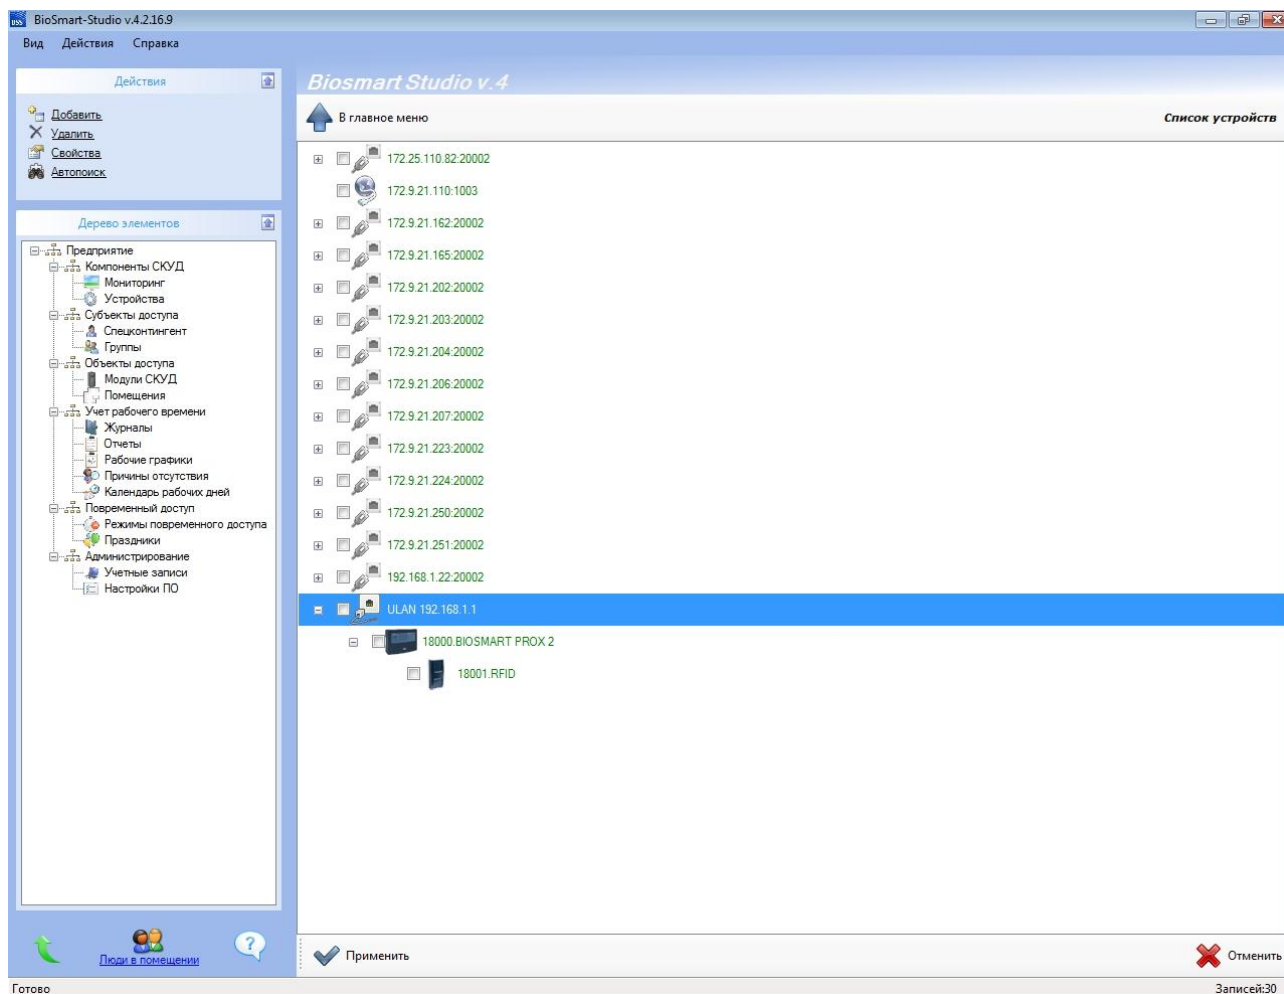 BioSmart-Studio v.4.2.16.9
Вид Действия Справка
Действия
Добавить
Удалить
Свойства
Автопоиск
Дерево элементов
Предприятие
Компоненты СКУД
Мониторинг
Устройства
Субъекты доступа
Спецконтингент
Группы
Объекты доступа
Модули СКУД
Помещения
Учет рабочего времени
Журналы
Отчеты
Рабочие графики
Причины отсутствия
Календарь рабочих дней
Повременный доступ
Режимы повременного доступа
Праздники
Администрирование
Учетные записи
Настройки ПО
Люди в помещении
Biosmart Studio v.4
В главное меню
Список устройств
172.25.110.82:20002
172.9.21.110:1003
172.9.21.162:20002
172.9.21.165:20002
172.9.21.202:20002
172.9.21.203:20002
172.9.21.204:20002
172.9.21.206:20002
172.9.21.207:20002
172.9.21.223:20002
172.9.21.224:20002
172.9.21.250:20002
172.9.21.251:20002
192.168.1.22:20002
ULAN 192.168.1.1
18000.BIOSMART PROX 2
18001.RFID
Применить
Отменить
Готово
Записей:30